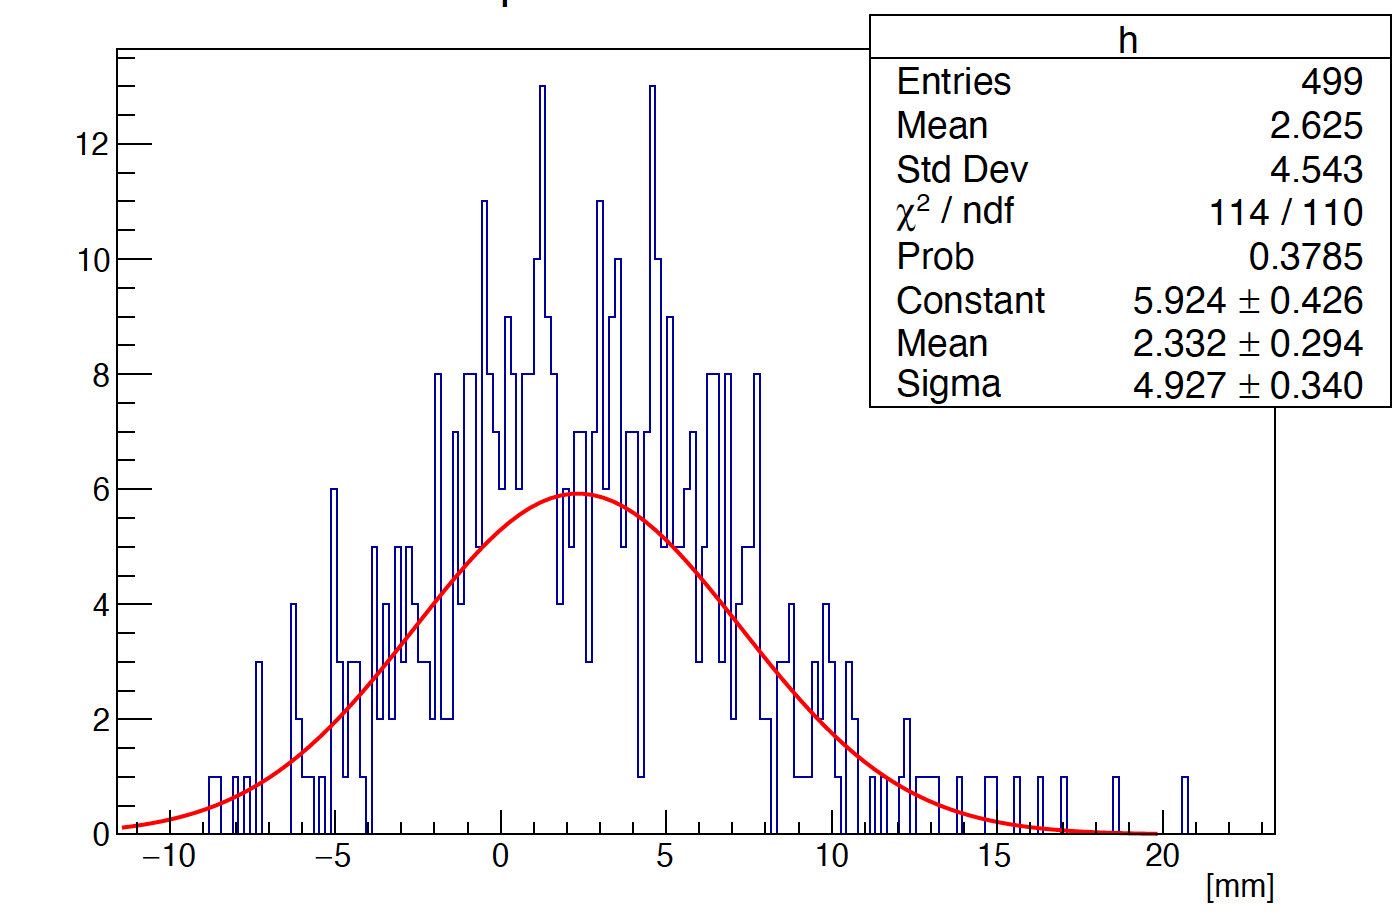 h
Entries 499
Mean 2.625
Std Dev 4.543
χ² / ndf 114 / 110
Prob 0.3785
Constant 5.924 ± 0.426
Mean 2.332 ± 0.294
Sigma 4.927 ± 0.340
12
10
8
6
4
2
0
−10 −5 0 5 10 15 20
[mm]